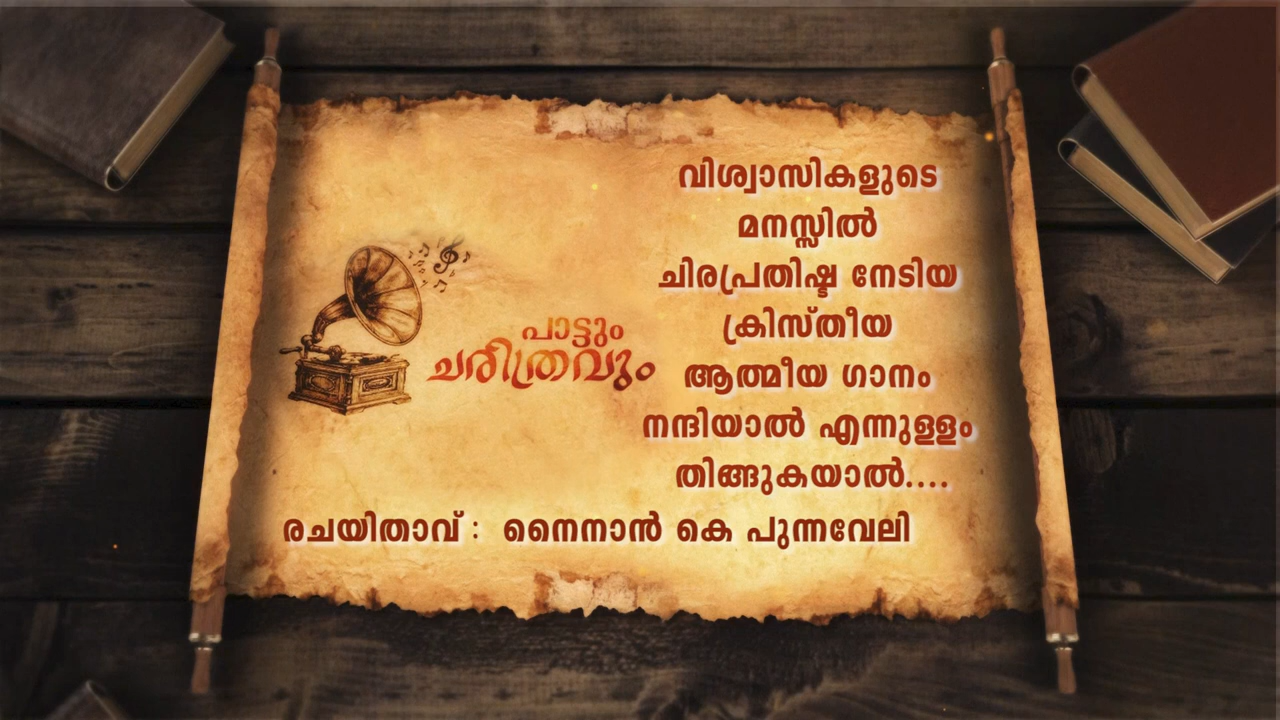 വിശ്വാസികളുടെ
മനസ്സിൽ
ചിരപ്രതിഷ്ട നേടിയ
ക്രിസ്തീയ
ആത്മീയ ഗാനം
നന്ദിയാൽ എന്നുള്ളം
തിങ്ങുകയാൽ....
പാട്ടും
ചരിത്രവും
രചയിതാവ് : നൈനാൻ കെ പുന്നവേലി